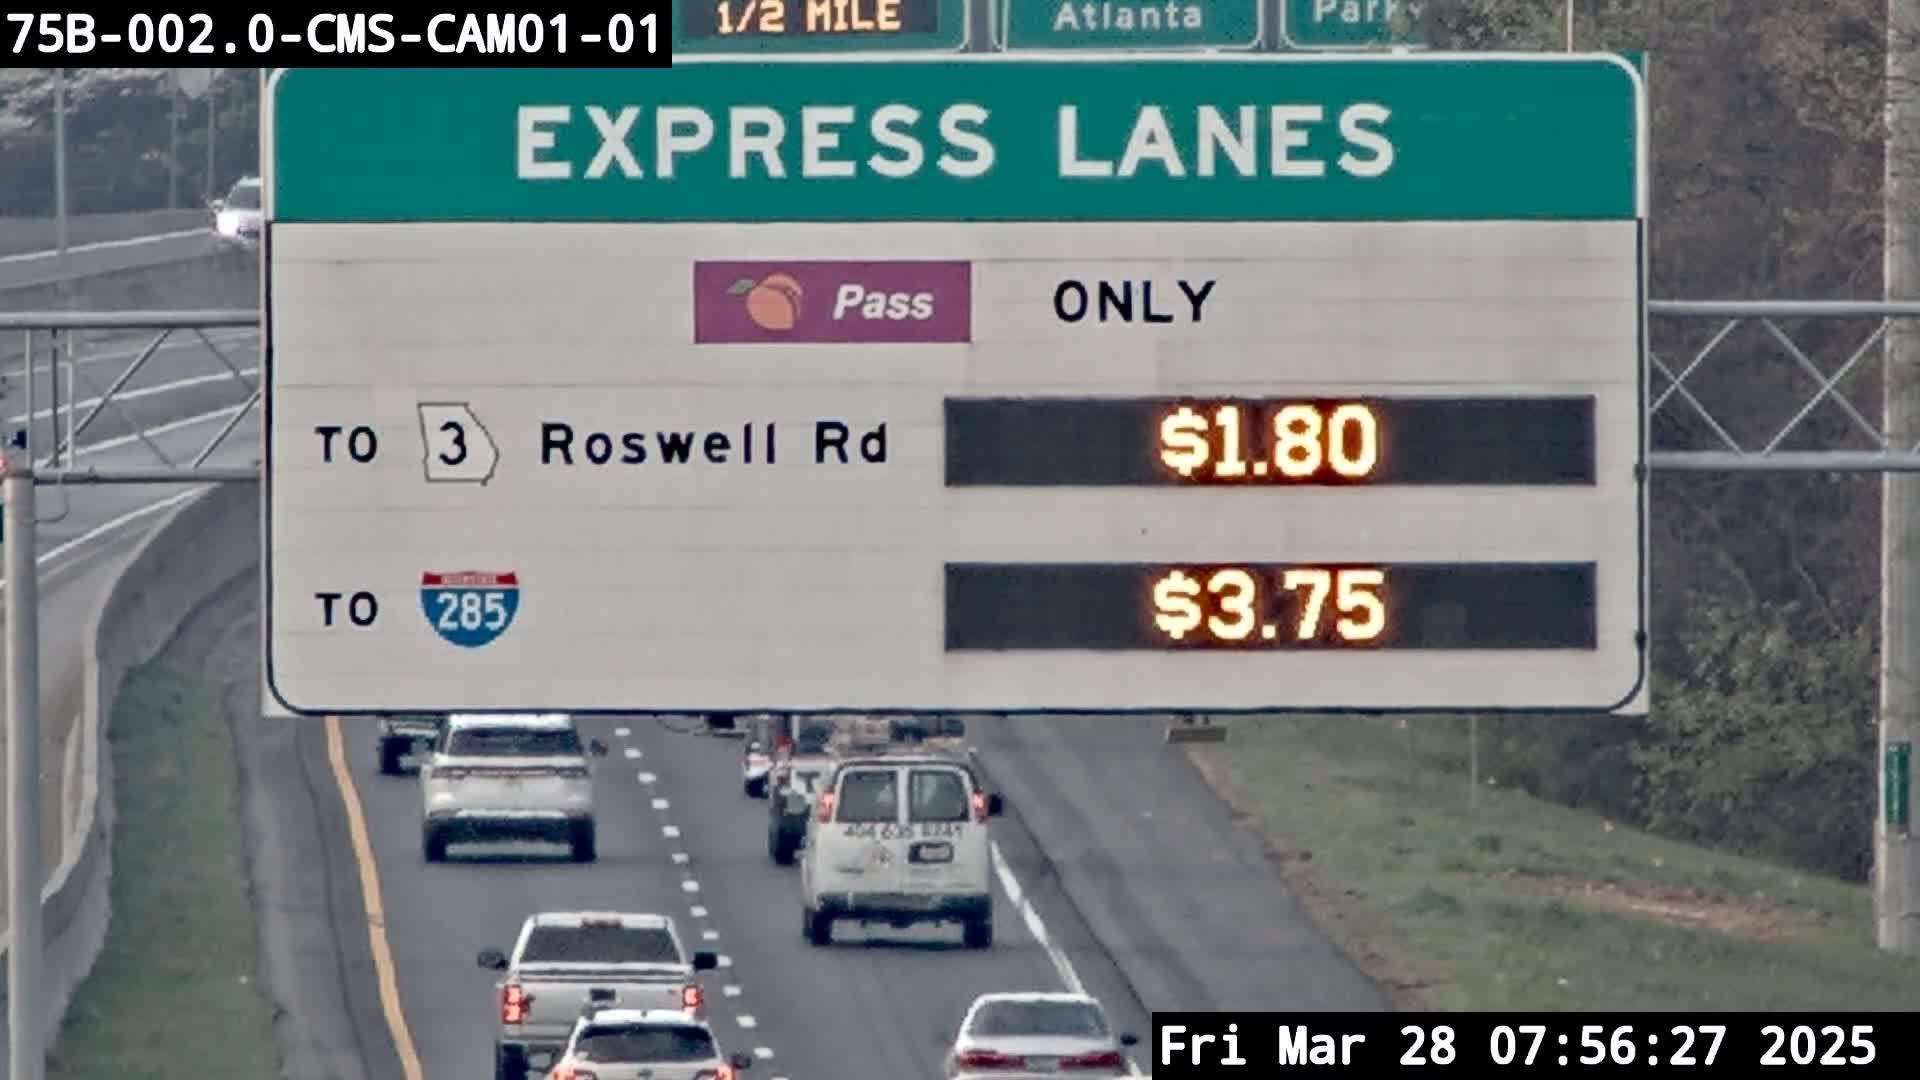 75B-002.0-CMS-CAM01-01
1/2 MILE
Atlanta
EXPRESS LANES
Pass ONLY
TO 3 Roswell Rd $1.80
TO 285 $3.75
Fri Mar 28 07:56:27 2025